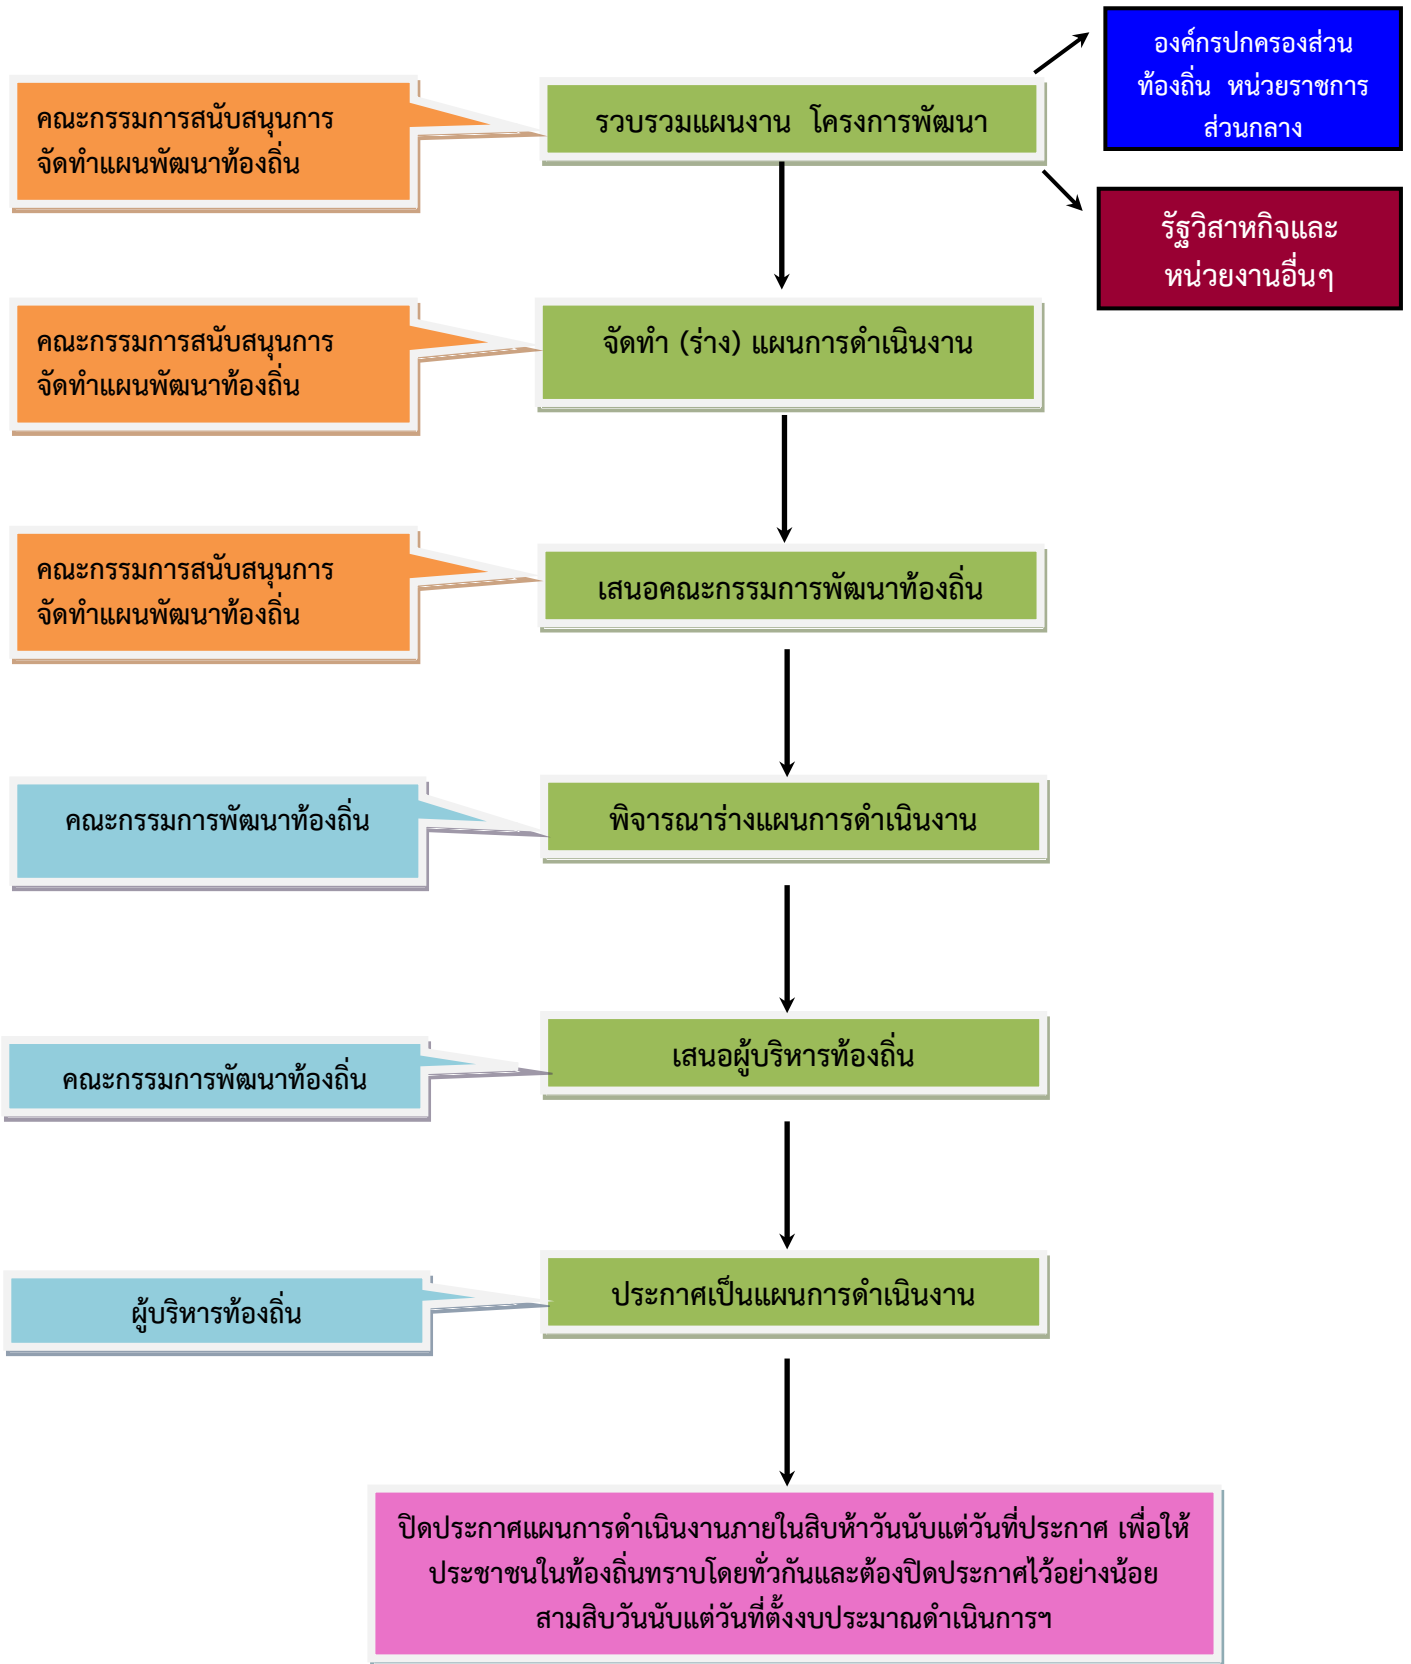 องค์กรปกครองส่วน
ท้องถิ่น หน่วยราชการ
ส่วนกลาง
คณะกรรมการสนับสนุนการ
จัดทำแผนพัฒนาท้องถิ่น
รวบรวมแผนงาน โครงการพัฒนา
รัฐวิสาหกิจและ
หน่วยงานอื่นๆ
คณะกรรมการสนับสนุนการ
จัดทำแผนพัฒนาท้องถิ่น
จัดทำ (ร่าง) แผนการดำเนินงาน
คณะกรรมการสนับสนุนการ
จัดทำแผนพัฒนาท้องถิ่น
เสนอคณะกรรมการพัฒนาท้องถิ่น
คณะกรรมการพัฒนาท้องถิ่น
พิจารณาร่างแผนการดำเนินงาน
คณะกรรมการพัฒนาท้องถิ่น
เสนอผู้บริหารท้องถิ่น
ผู้บริหารท้องถิ่น
ประกาศเป็นแผนการดำเนินงาน
ปิดประกาศแผนการดำเนินงานภายในสิบห้าวันนับแต่วันที่ประกาศ เพื่อให้
ประชาชนในท้องถิ่นทราบโดยทั่วกันและต้องปิดประกาศไว้อย่างน้อย
สามสิบวันนับแต่วันที่ตั้งงบประมาณดำเนินการฯ